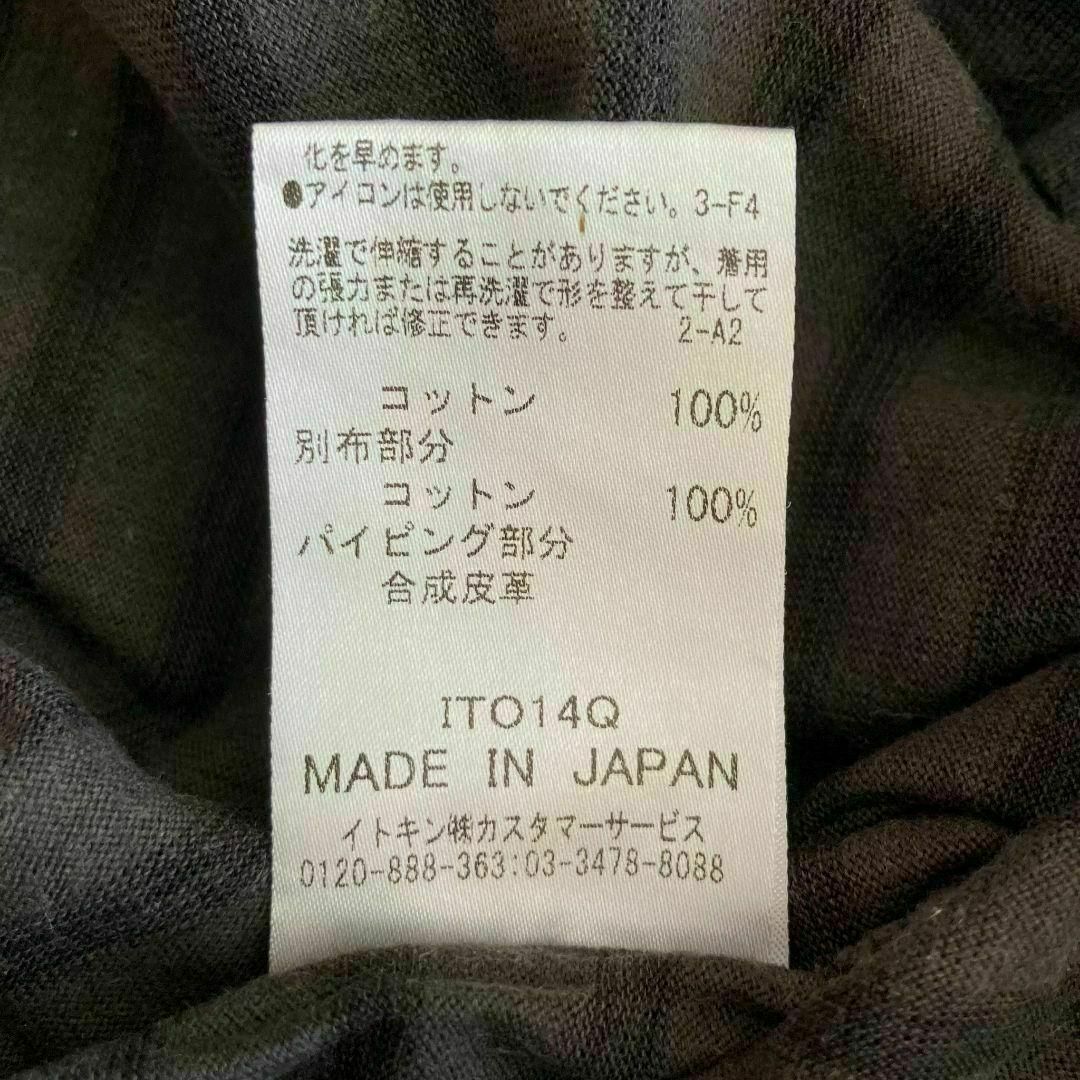 化を早めます。
●アイコンは使用しないでください。3-F4
洗濯で伸縮することがありますが、着用
の張力または再洗濯で形を整えて干して
頂ければ修正できます。 2-A2
コットン 100%
別布部分
コットン 100%
パイピング部分
合成皮革
ITO14Q
MADE IN JAPAN
イトキン㈱カスタマーサービス
0120-888-363:03-3478-8088